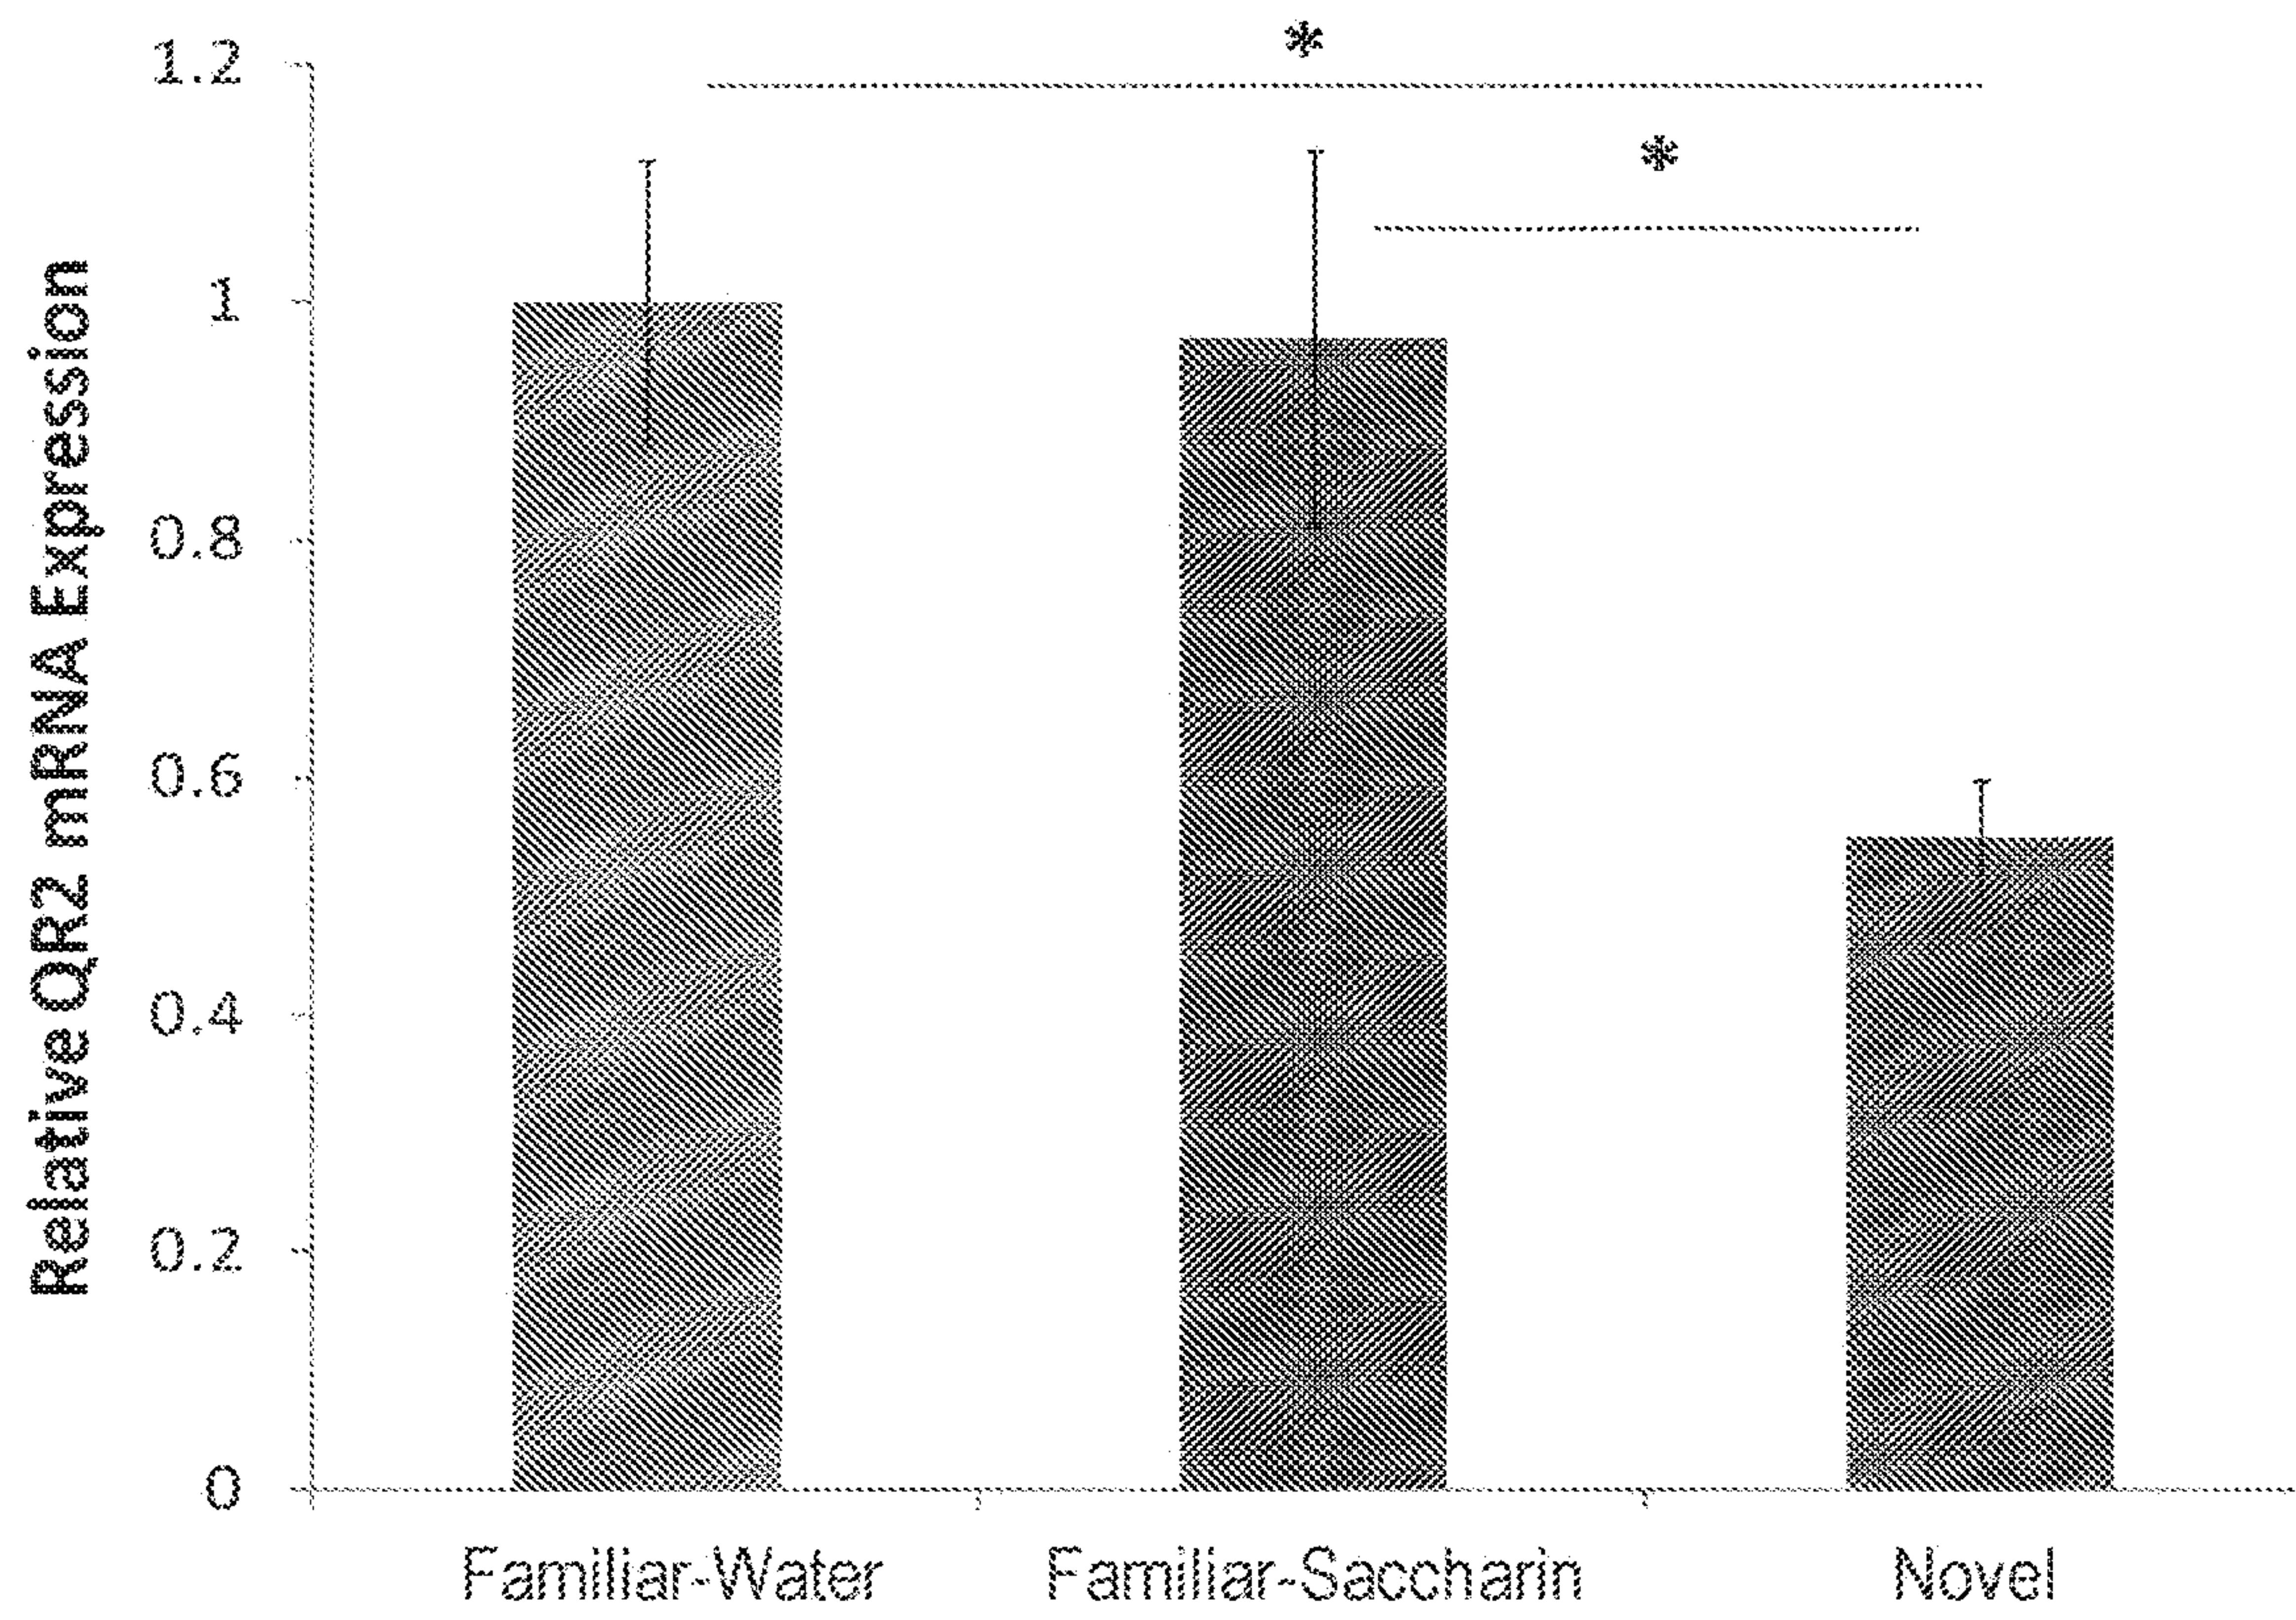 *
*
Relative QR2 mRNA Expression
1.2
1
0.8
0.6
0.4
0.2
0
Familiar-Water
Familiar-Saccharin
Novel